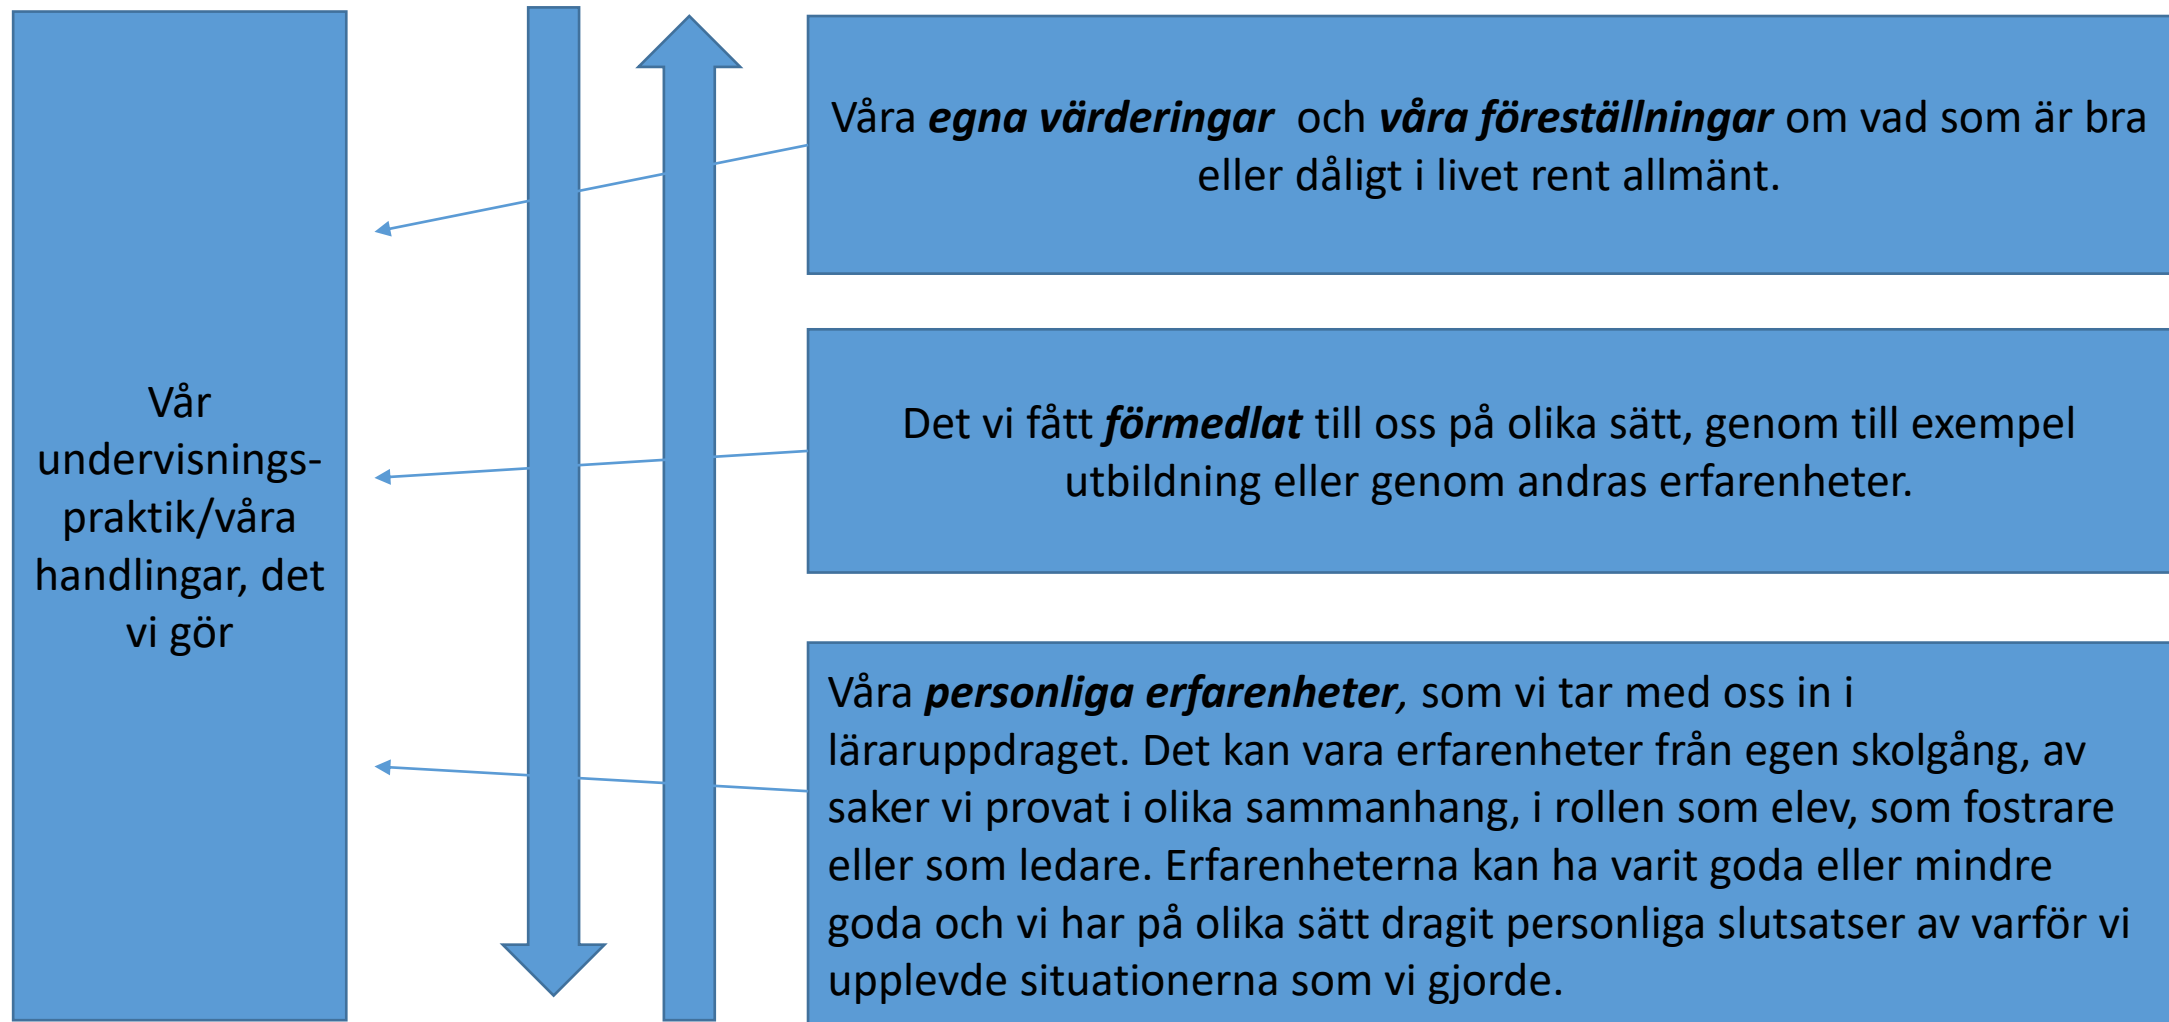 Vår
undervisnings-
praktik/våra
handlingar, det
vi gör
Våra egna värderingar och våra föreställningar om vad som är bra
eller dåligt i livet rent allmänt.
Det vi fått förmedlat till oss på olika sätt, genom till exempel
utbildning eller genom andras erfarenheter.
Våra personliga erfarenheter, som vi tar med oss in i
läraruppdraget. Det kan vara erfarenheter från egen skolgång, av
saker vi provat i olika sammanhang, i rollen som elev, som fostrare
eller som ledare. Erfarenheterna kan ha varit goda eller mindre
goda och vi har på olika sätt dragit personliga slutsatser av varför vi
upplevde situationerna som vi gjorde.